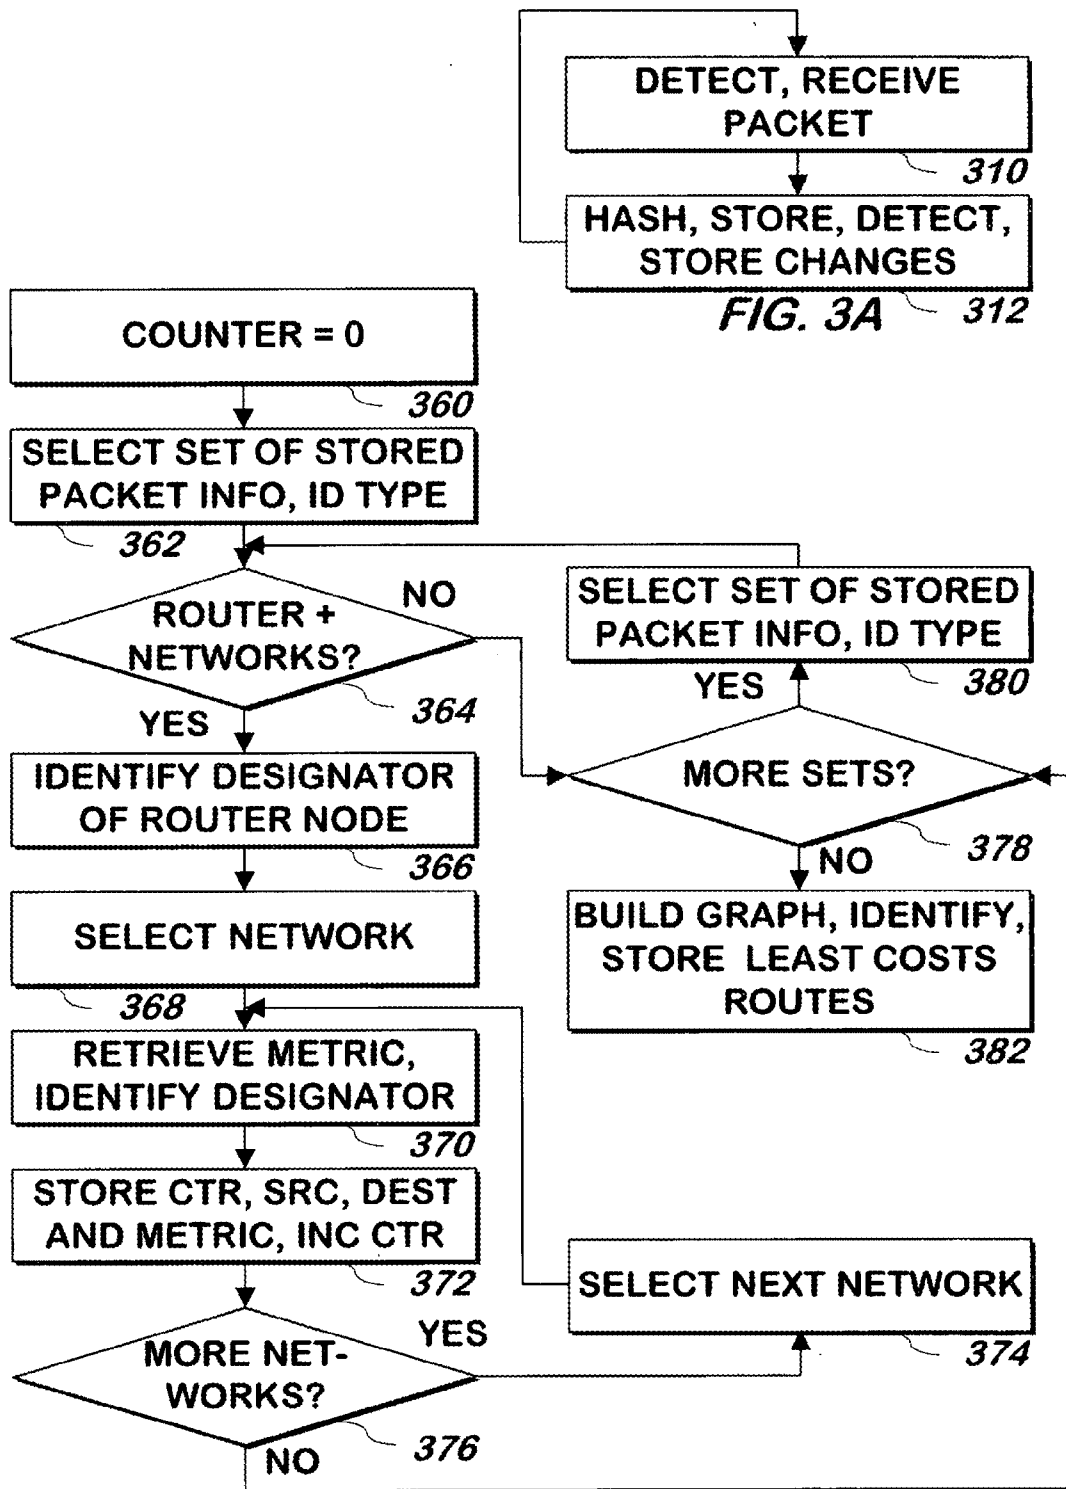 DETECT, RECEIVE
PACKET
310
HASH, STORE, DETECT,
STORE CHANGES
312
FIG. 3A
COUNTER = 0
360
SELECT SET OF STORED
PACKET INFO, ID TYPE
362
ROUTER +
NETWORKS?
NO
364
YES
IDENTIFY DESIGNATOR
OF ROUTER NODE
366
SELECT NETWORK
368
RETRIEVE METRIC,
IDENTIFY DESIGNATOR
370
STORE CTR, SRC, DEST
AND METRIC, INC CTR
372
MORE NET-
WORKS?
YES
376
NO
SELECT NEXT NETWORK
374
SELECT SET OF STORED
PACKET INFO, ID TYPE
380
YES
MORE SETS?
378
NO
BUILD GRAPH, IDENTIFY,
STORE LEAST COSTS
ROUTES
382